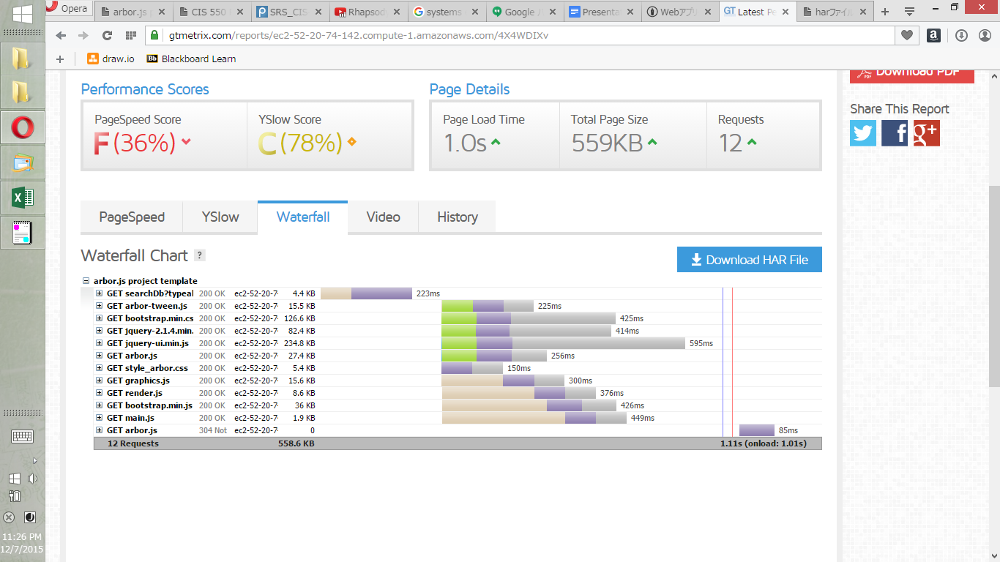 Opera
arbor.js p
CIS 550
SRS_CIS
Rhapsody
systems
Google ハ
Presenta
Webアプリ
GT Latest Pe
harファイル
gtmetrix.com/reports/ec2-52-20-74-142.compute-1.amazonaws.com/4X4WDIXv
draw.io
Bb Blackboard Learn
Download PDF
Performance Scores
Page Details
PageSpeed Score
F (36%)
YSlow Score
C (78%)
Page Load Time
1.0s
Total Page Size
559KB
Requests
12
Share This Report
PageSpeed
YSlow
Waterfall
Video
History
Waterfall Chart ?
Download HAR File
arbor.js project template
GET searchDb?typeal 200 OK ec2-52-20-7 4.4 KB 223ms
GET arbor-tween.js 200 OK ec2-52-20-7 15.5 KB 225ms
GET bootstrap.min.cs 200 OK ec2-52-20-7 126.6 KB 425ms
GET jquery-2.1.4.min. 200 OK ec2-52-20-7 82.4 KB 414ms
GET jquery-ui.min.js 200 OK ec2-52-20-7 234.8 KB 595ms
GET arbor.js 200 OK ec2-52-20-7 27.4 KB 256ms
GET style_arbor.css 200 OK ec2-52-20-7 5.4 KB 150ms
GET graphics.js 200 OK ec2-52-20-7 15.6 KB 300ms
GET render.js 200 OK ec2-52-20-7 8.6 KB 376ms
GET bootstrap.min.js 200 OK ec2-52-20-7 36 KB 426ms
GET main.js 200 OK ec2-52-20-7 1.9 KB 449ms
GET arbor.js 304 Not ec2-52-20-7 0 85ms
12 Requests 558.6 KB 1.11s (onload: 1.01s)
11:26 PM
12/7/2015